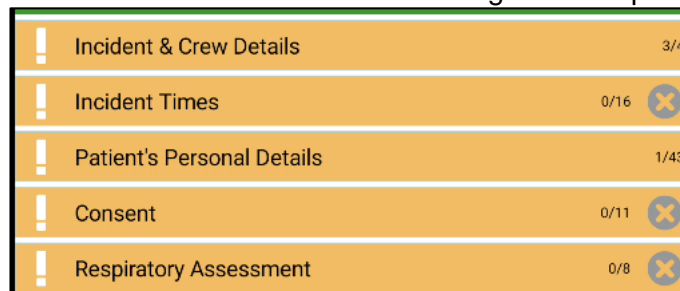 Incident & Crew Details 3/4
Incident Times 0/16
Patient's Personal Details 1/43
Consent 0/11
Respiratory Assessment 0/8